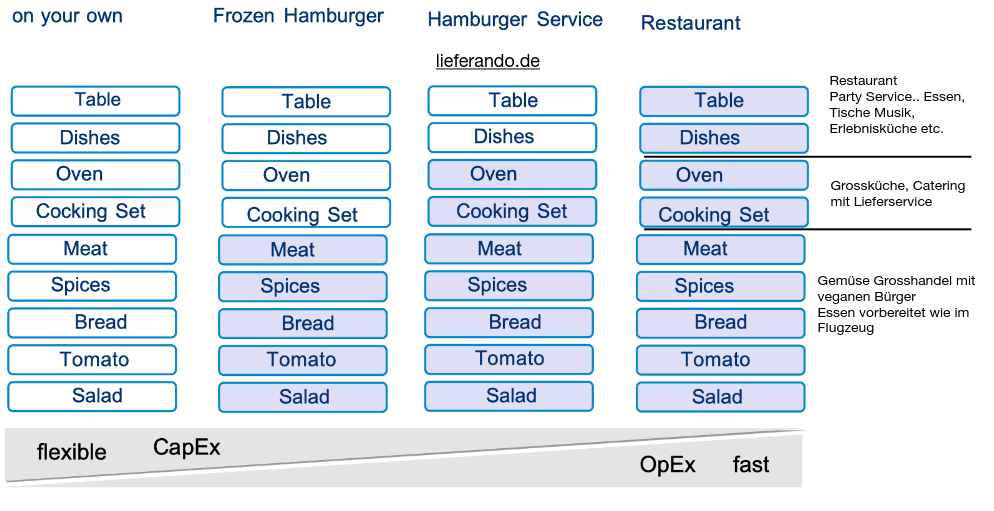 on your own
Frozen Hamburger
Hamburger Service
Restaurant
lieferando.de
Table
Dishes
Oven
Cocking Set
Meat
Spices
Bread
Tomato
Salad
Table
Dishes
Oven
Cooking Set
Meat
Spices
Bread
Tomato
Salad
Table
Dishes
Oven
Cooking Set
Meat
Spices
Bread
Tomato
Salad
Table
Dishes
Oven
Cooking Set
Meat
Spices
Bread
Tomato
Salad
Restaurant
Party Service.. Essen,
Tische Musik,
Erlebnisküche etc.
Grossküche, Catering
mit Lieferservice
Gemüse Grosshandel mit
veganen Bürger
Essen vorbereitet wie im
Flugzeug
flexible
CapEx
OpEx
fast